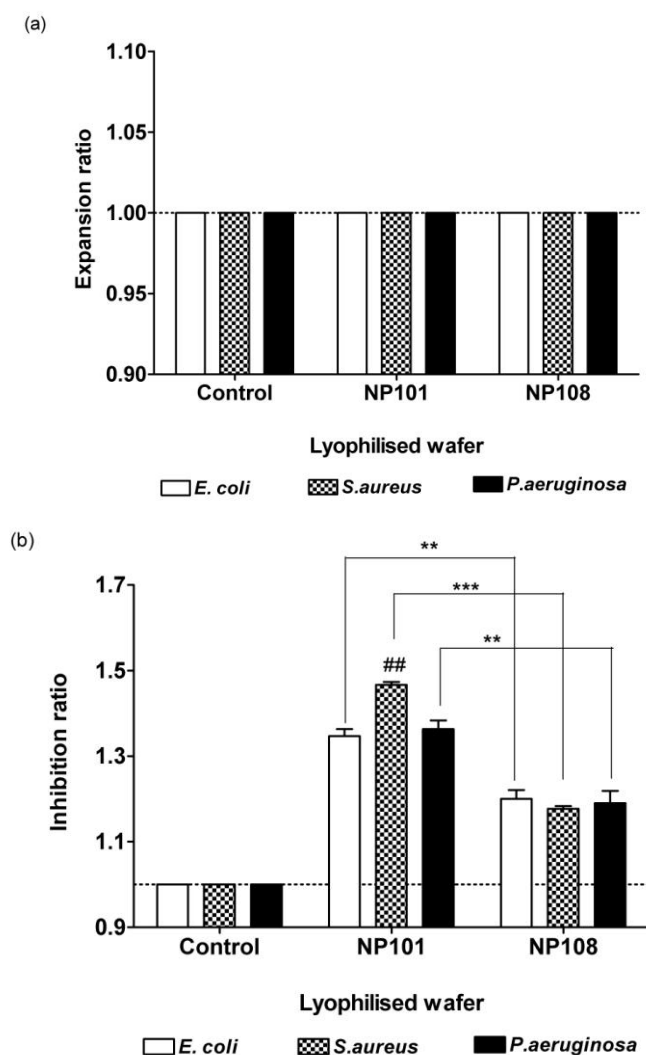 (a)
1.10
1.05
1.00
0.95
0.90
Expansion ratio
Control NP101 NP108
Lyophilised wafer
E. coli S.aureus P.aeruginosa
(b)
**
***
**
##
1.7
1.5
1.3
1.1
0.9
Inhibition ratio
Control NP101 NP108
Lyophilised wafer
E. coli S.aureus P.aeruginosa